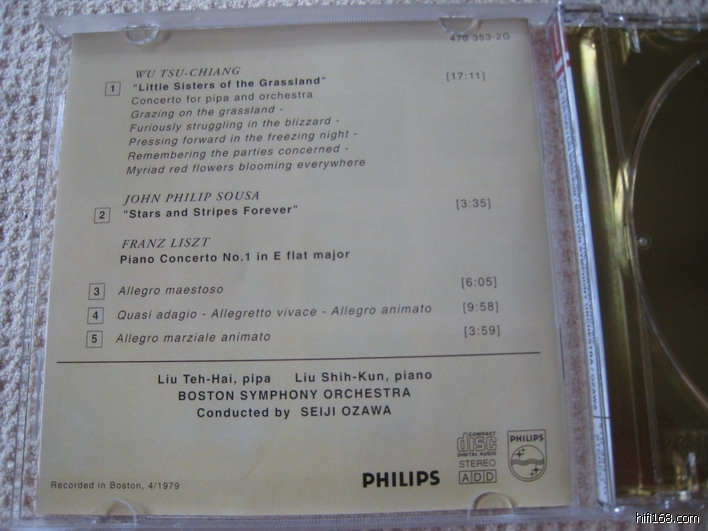 470 353-2G
WU TSU-CHIANG
1 "Little Sisters of the Grassland" [17:11]
Concerto for pipa and orchestra
Grazing on the grassland -
Furiously struggling in the blizzard -
Pressing forward in the freezing night -
Remembering the parties concerned -
Myriad red flowers blooming everywhere
JOHN PHILIP SOUSA
2 "Stars and Stripes Forever" [3:35]
FRANZ LISZT
Piano Concerto No.1 in E flat major
3 Allegro maestoso [6:05]
4 Quasi adagio - Allegretto vivace - Allegro animato [9:58]
5 Allegro marziale animato [3:59]
Liu Teh-Hai, pipa Liu Shih-Kun, piano
BOSTON SYMPHONY ORCHESTRA
Conducted by SEIJI OZAWA
COMPACT
disc
DIGITAL AUDIO
STEREO
ADD
PHILIPS
PHILIPS
Recorded in Boston, 4/1979
hifi168.com